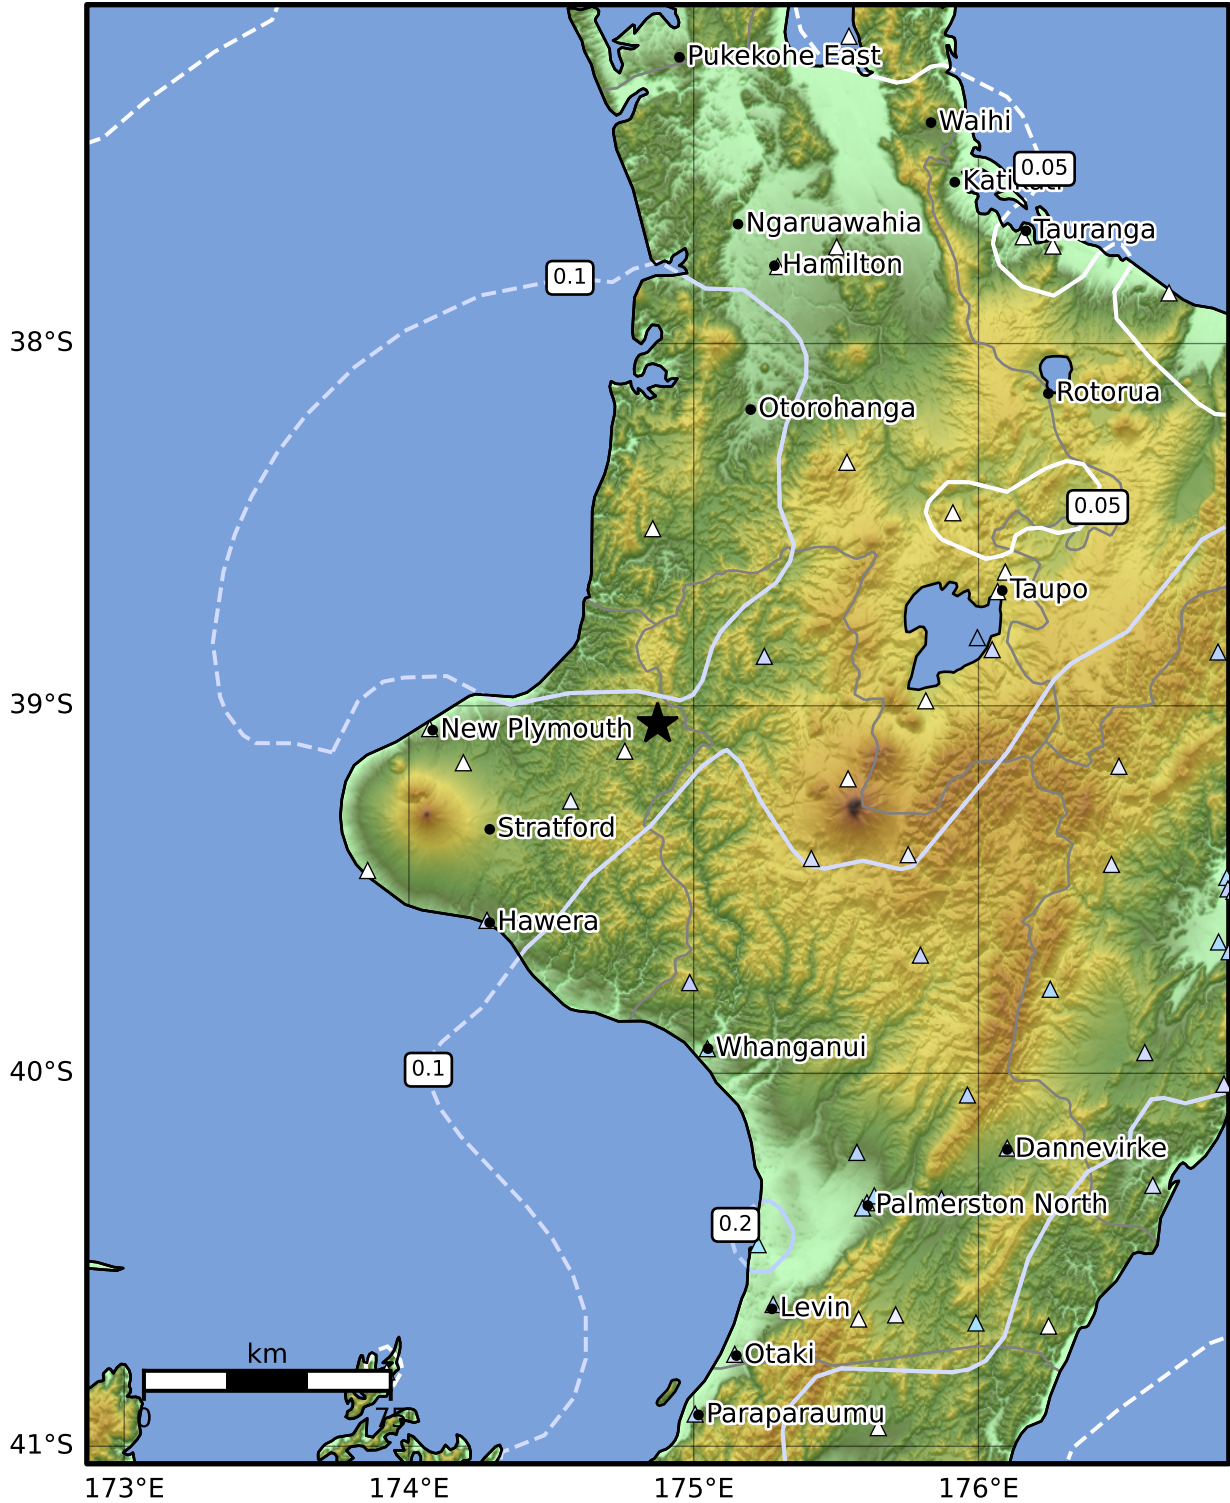 Pukekohe East
Waihi
0.05
Katikati
Ngaruawahia
Tauranga
Hamilton
0.1
38°S
Rotorua
Otorohanga
0.05
Taupo
39°S
New Plymouth
Stratford
Hawera
Whanganui
0.1
40°S
Dannevirke
Palmerston North
0.2
Levin
km
Otaki
0
75
Paraparaumu
41°S
173°E
174°E
175°E
176°E